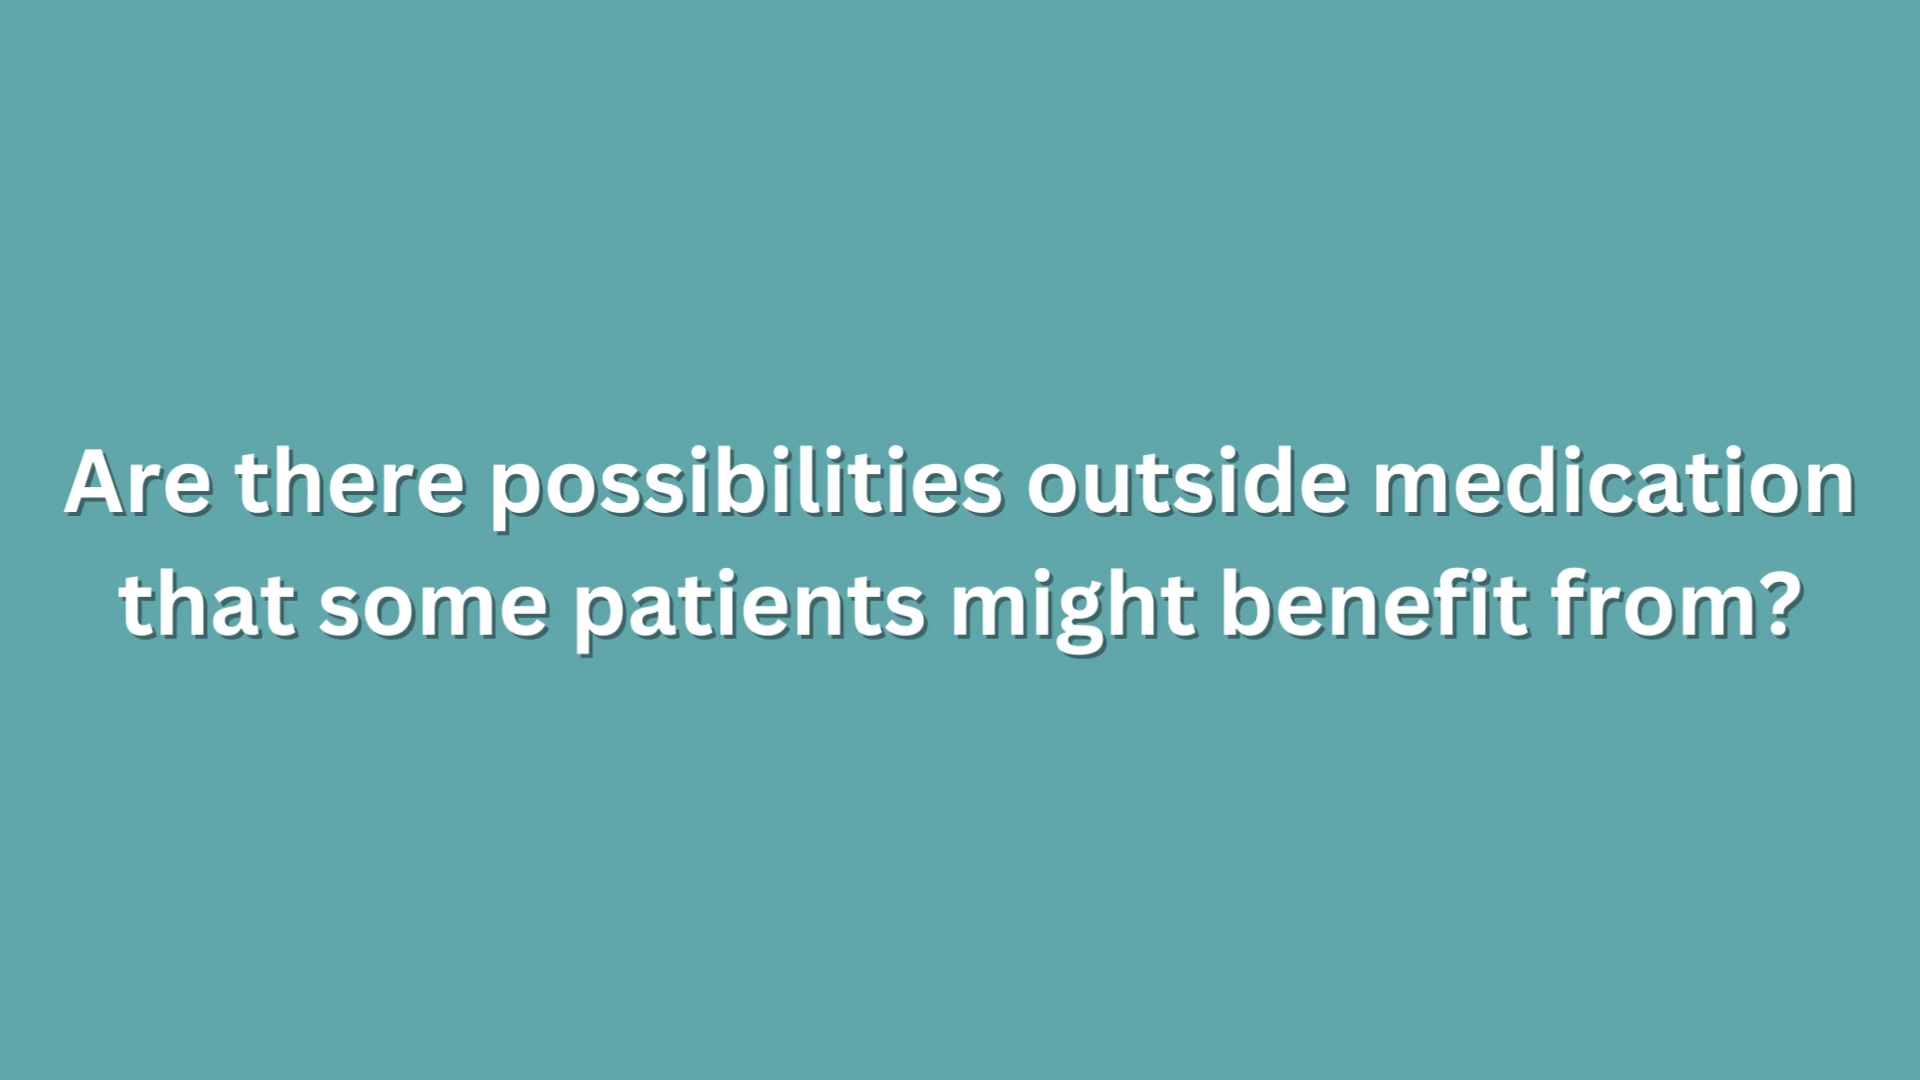 Are there possibilities outside medication
that some patients might benefit from?